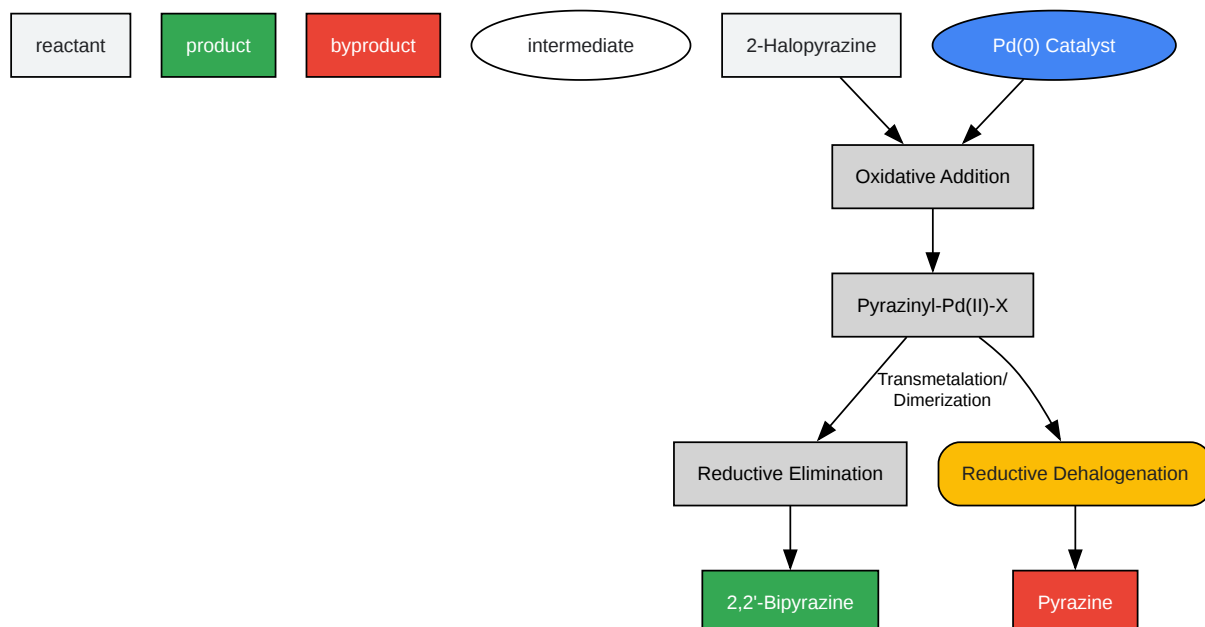 reactant
product
byproduct
intermediate
2-Halopyrazine
Pd(0) Catalyst
Oxidative Addition
Pyrazinyl-Pd(II)-X
Transmetalation/
Dimerization
Reductive Elimination
Reductive Dehalogenation
2,2'-Bipyrazine
Pyrazine